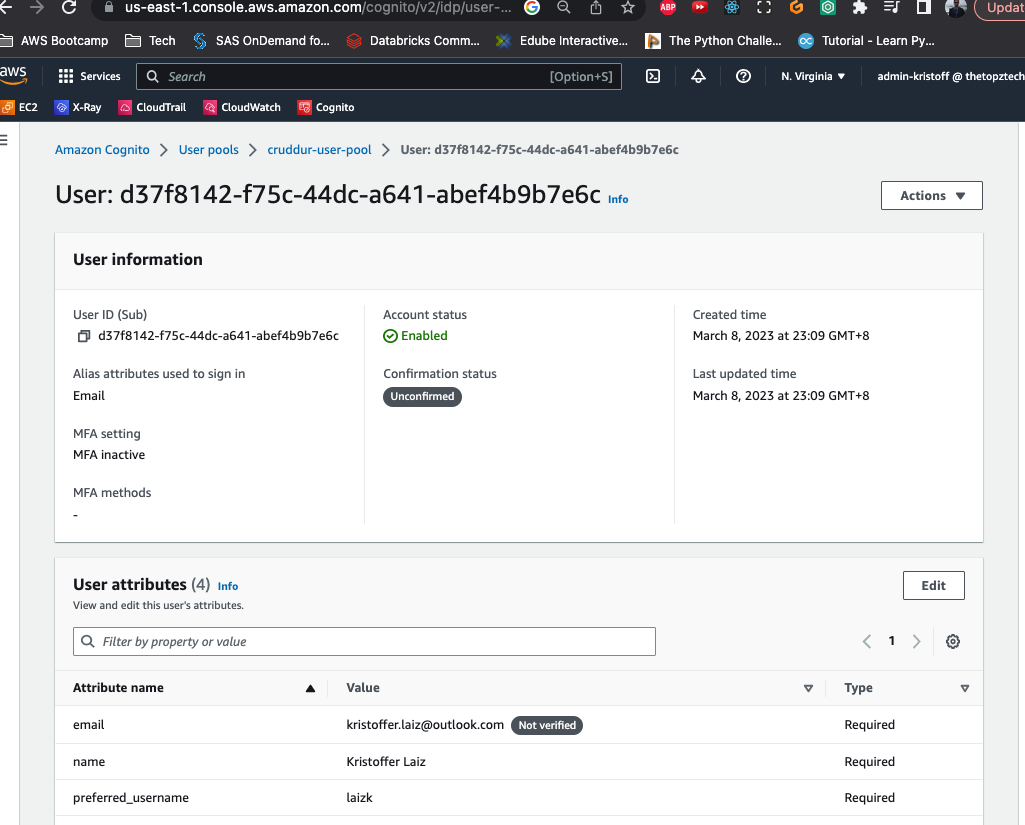 us-east-1.console.aws.amazon.com/cognito/v2/idp/user-...
ABP
Updat
AWS Bootcamp
Tech
SAS OnDemand fo...
Databricks Comm...
Edube Interactive...
The Python Challe...
Tutorial - Learn Py...
aws
Services
Search
[Option+S]
N. Virginia
admin-kristoff @ thetopztech
EC2
X-Ray
CloudTrail
CloudWatch
Cognito
Amazon Cognito
User pools
cruddur-user-pool
User: d37f8142-f75c-44dc-a641-abef4b9b7e6c
User: d37f8142-f75c-44dc-a641-abef4b9b7e6c Info
Actions
User information
User ID (Sub)
d37f8142-f75c-44dc-a641-abef4b9b7e6c
Alias attributes used to sign in
Email
MFA setting
MFA inactive
MFA methods
-
Account status
Enabled
Confirmation status
Unconfirmed
Created time
March 8, 2023 at 23:09 GMT+8
Last updated time
March 8, 2023 at 23:09 GMT+8
User attributes (4) Info
View and edit this user's attributes.
Edit
Filter by property or value
1
Attribute name Value Type
email kristoffer.laiz@outlook.com Not verified Required
name Kristoffer Laiz Required
preferred_username laizk Required